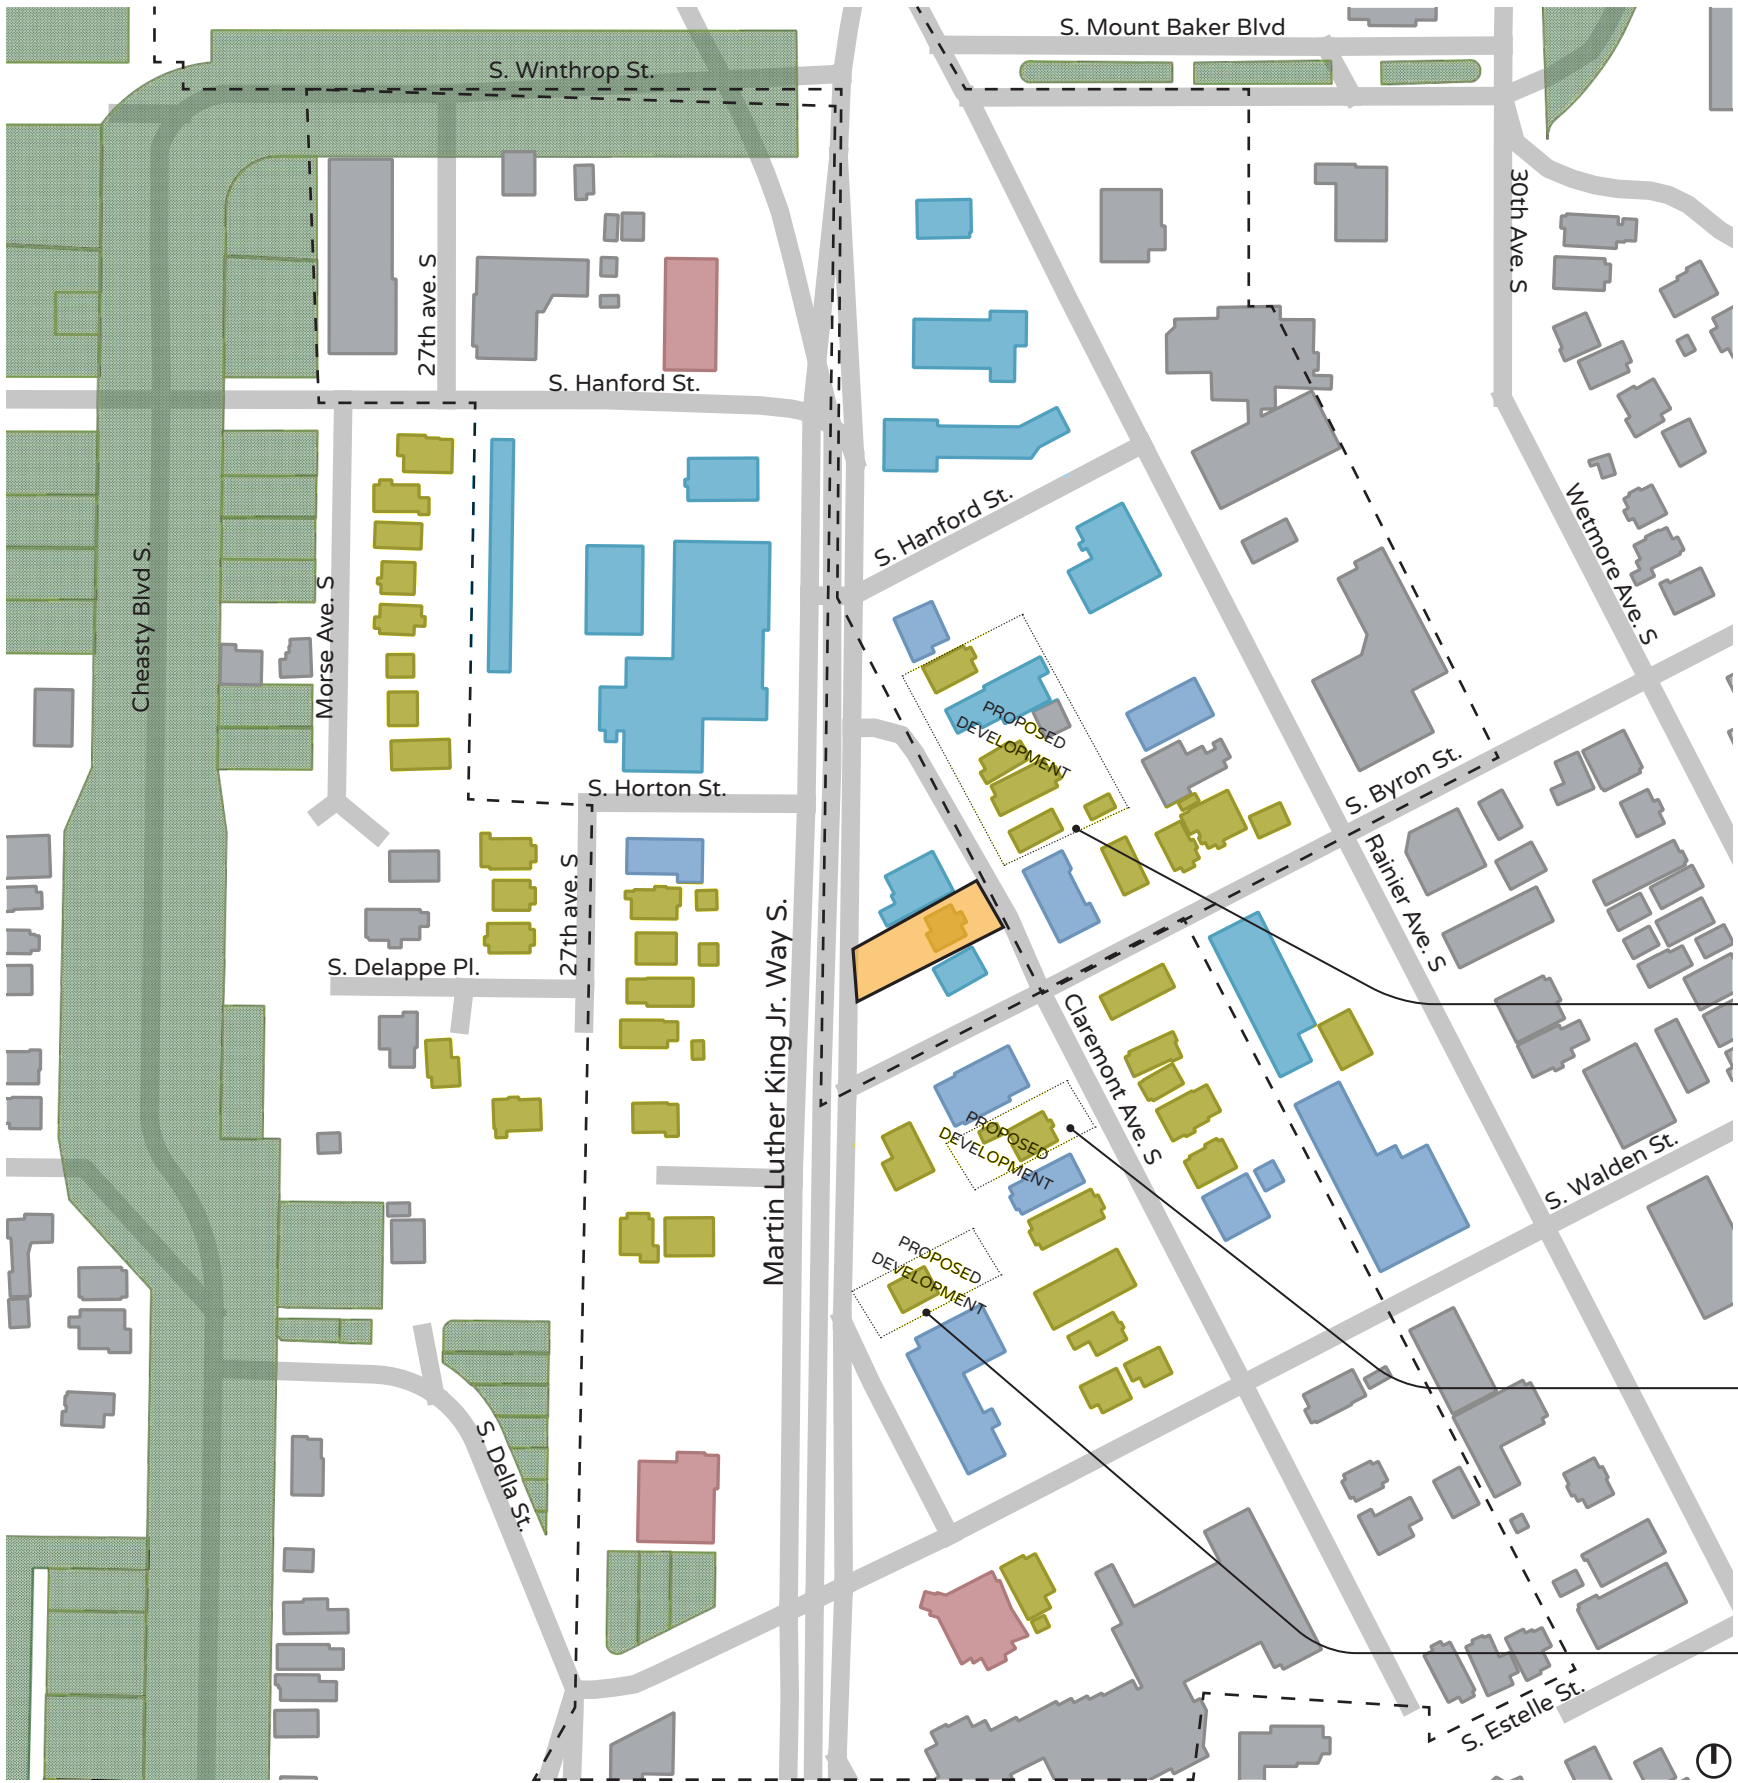 S. Mount Baker Blvd
S. Winthrop St.
30th Ave. S
27th ave. S
S. Hanford St.
S. Hanford St.
Wetmore Ave. S
Cheasty Blvd S.
Morse Ave. S
PROPOSED
DEVELOPMENT
S. Horton St.
S. Byron St.
Rainier Ave. S
27th ave. S
S. Delappe Pl.
Martin Luther King Jr. Way S.
Claremont Ave. S
PROPOSED
DEVELOPMENT
S. Walden St.
PROPOSED
DEVELOPMENT
S. Della St.
S. Estelle St.